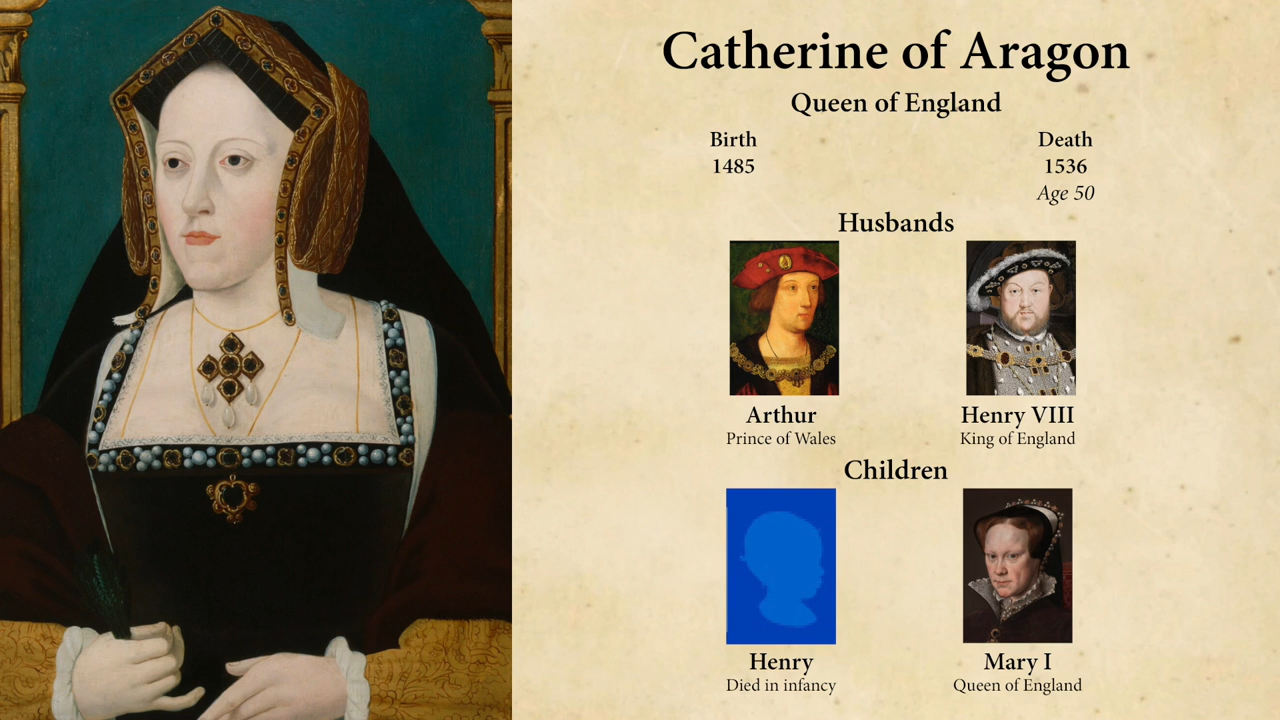 Catherine of Aragon
Queen of England
Birth
1485
Death
1536
Age 50
Husbands
Arthur
Prince of Wales
Henry VIII
King of England
Children
Henry
Died in infancy
Mary I
Queen of England